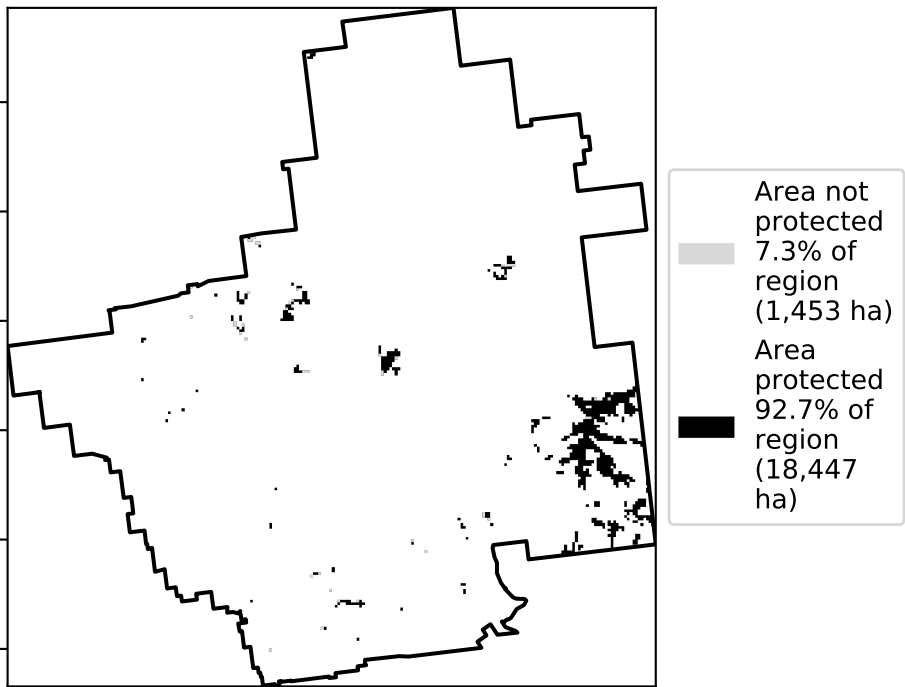 Area not
protected
7.3% of
region
(1,453 ha)
Area
protected
92.7% of
region
(18,447
ha)